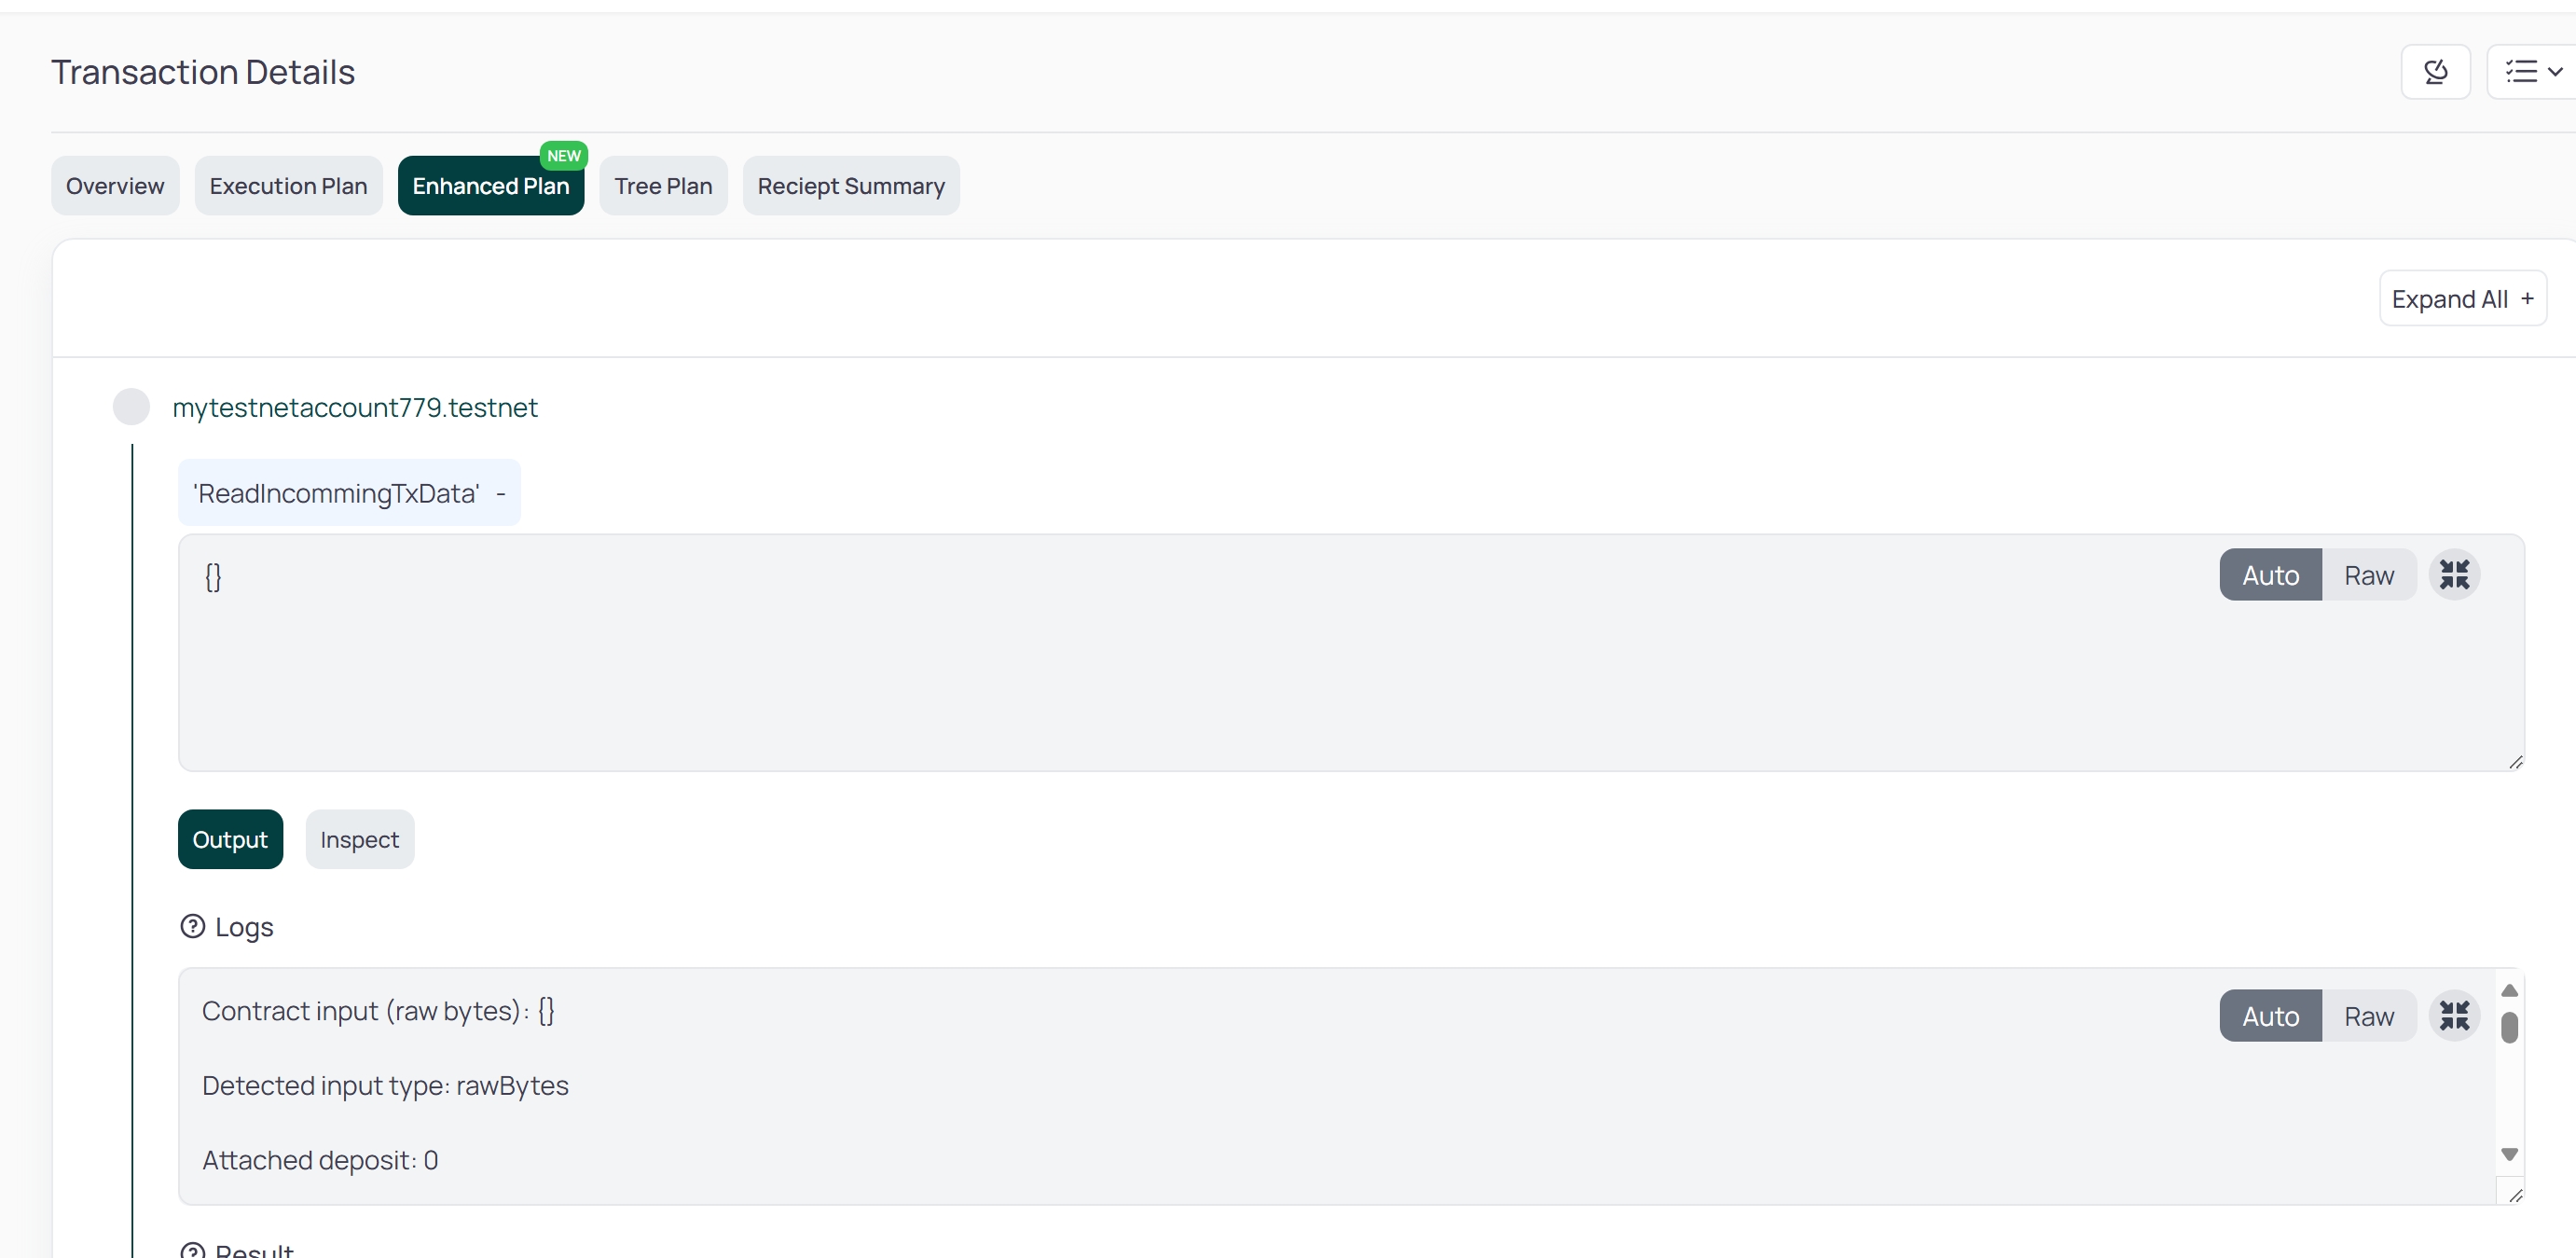 Transaction Details
Overview
Execution Plan
Enhanced Plan
NEW
Tree Plan
Reciept Summary
Expand All +
mytestnetaccount779.testnet
'ReadIncommingTxData' -
{}
Auto
Raw
Output
Inspect
Logs
Contract input (raw bytes): {}
Auto
Raw
Detected input type: rawBytes
Attached deposit: 0
Result